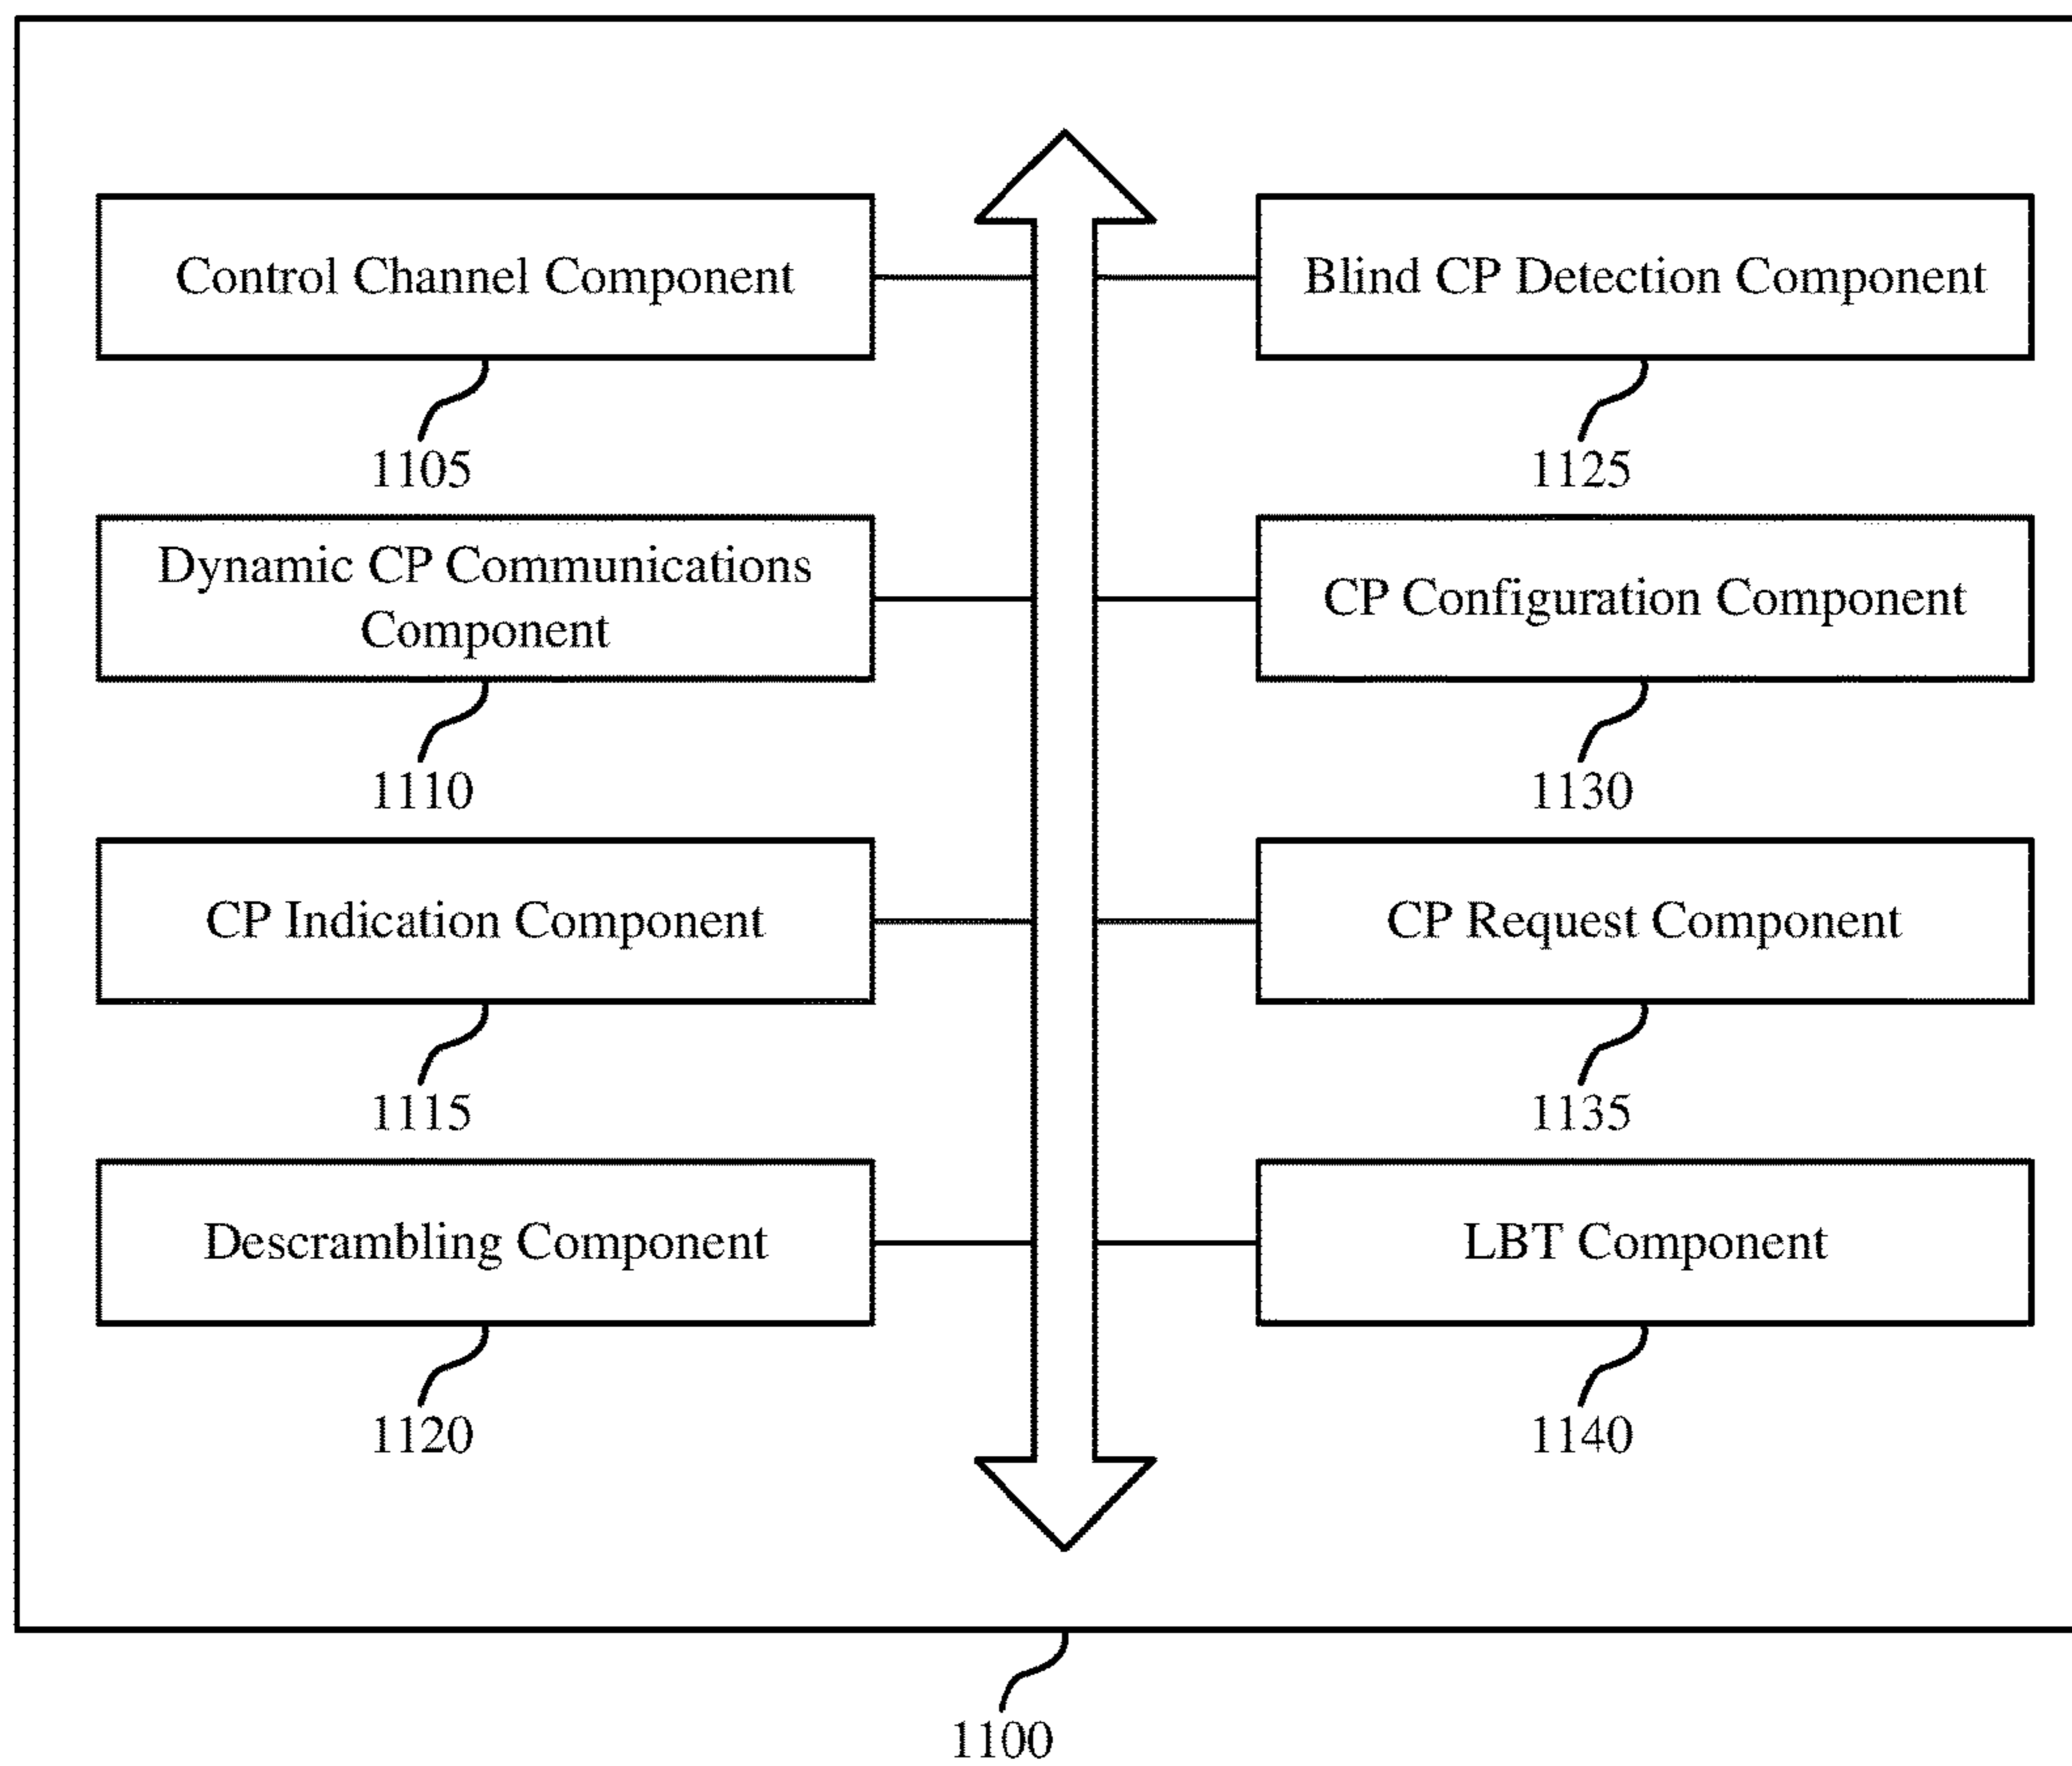 Control Channel Component
1105
Dynamic CP Communications
Component
1110
CP Indication Component
1115
Descrambling Component
1120
Blind CP Detection Component
1125
CP Configuration Component
1130
CP Request Component
1135
LBT Component
1140
1100